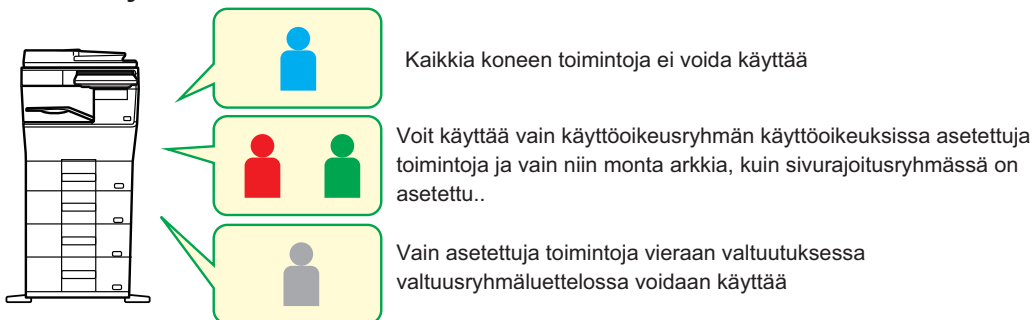 Kaikkia koneen toimintoja ei voida käyttää
Voit käyttää vain käyttöoikeusryhmän käyttöoikeuksissa asetettuja
toimintoja ja vain niin monta arkkia, kuin sivurajoitusryhmässä on
asetettu..
Vain asetettuja toimintoja vieraan valtuutuksessa
valtuusryhmäluettelossa voidaan käyttää